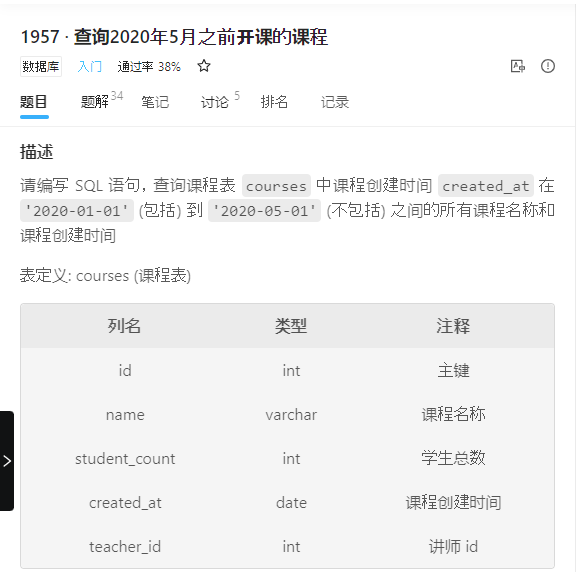 1957 · 查询2020年5月之前开课的课程
数据库 入门 通过率 38%
题目 题解 34 笔记 讨论 5 排名 记录
描述
请编写 SQL 语句, 查询课程表 courses 中课程创建时间 created_at 在
'2020-01-01' (包括) 到 '2020-05-01' (不包括) 之间的所有课程名称和
课程创建时间
表定义: courses (课程表)
列名 类型 注释
id int 主键
name varchar 课程名称
student_count int 学生总数
created_at date 课程创建时间
teacher_id int 讲师 id